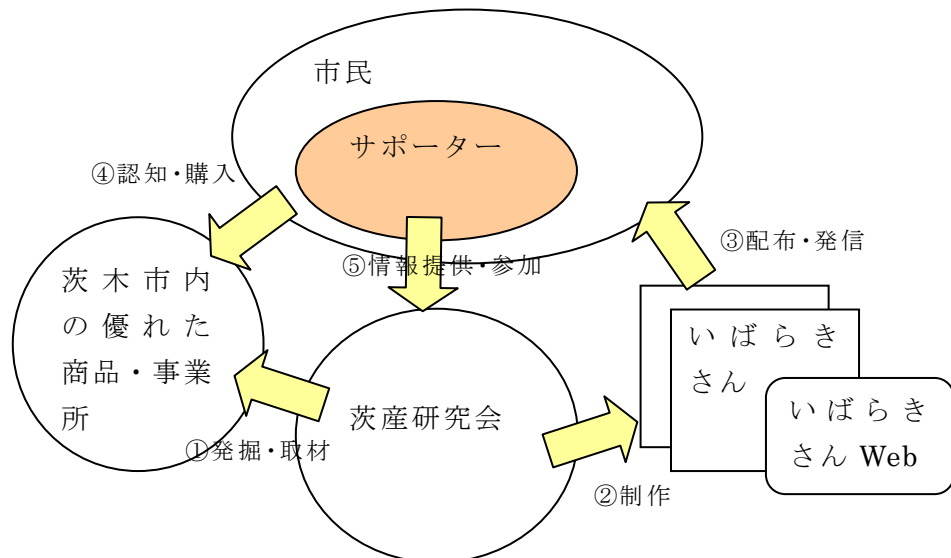 市民
サポーター
④認知・購入
③配布・発信
⑤情報提供・参加
茨木市内
の優れた
商品・事業
所
いばらき
さん
いばらき
さん Web
茨産研究会
①発掘・取材
②制作